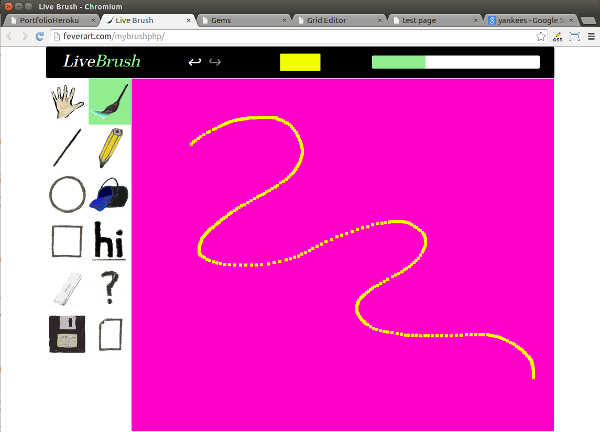 Live Brush - Chromium
PortfolioHeroku
Live Brush
Gems
Grid Editor
test page
yankees - Google S
feverart.com/mybrushphp/
LiveBrush
hi
?